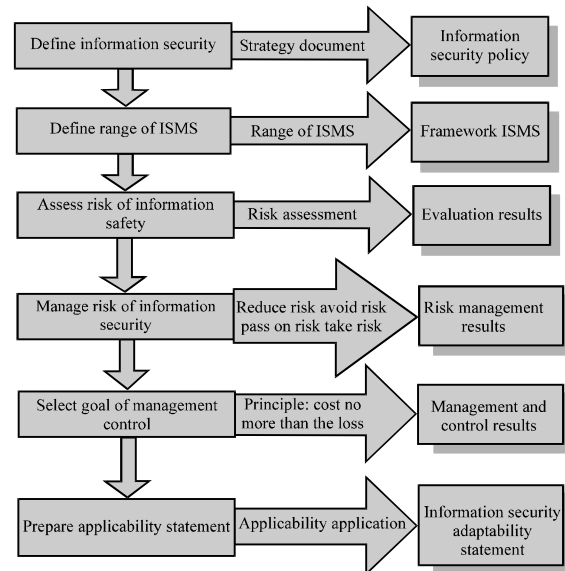 Define information security
Strategy document
Information
security policy
Define range of ISMS
Range of ISMS
Framework ISMS
Assess risk of information
safety
Risk assessment
Evaluation results
Manage risk of information
security
Reduce risk avoid risk
pass on risk take risk
Risk management
results
Select goal of management
control
Principle: cost no
more than the loss
Management and
control results
Prepare applicability statement
Applicability application
Information security
adaptability
statement